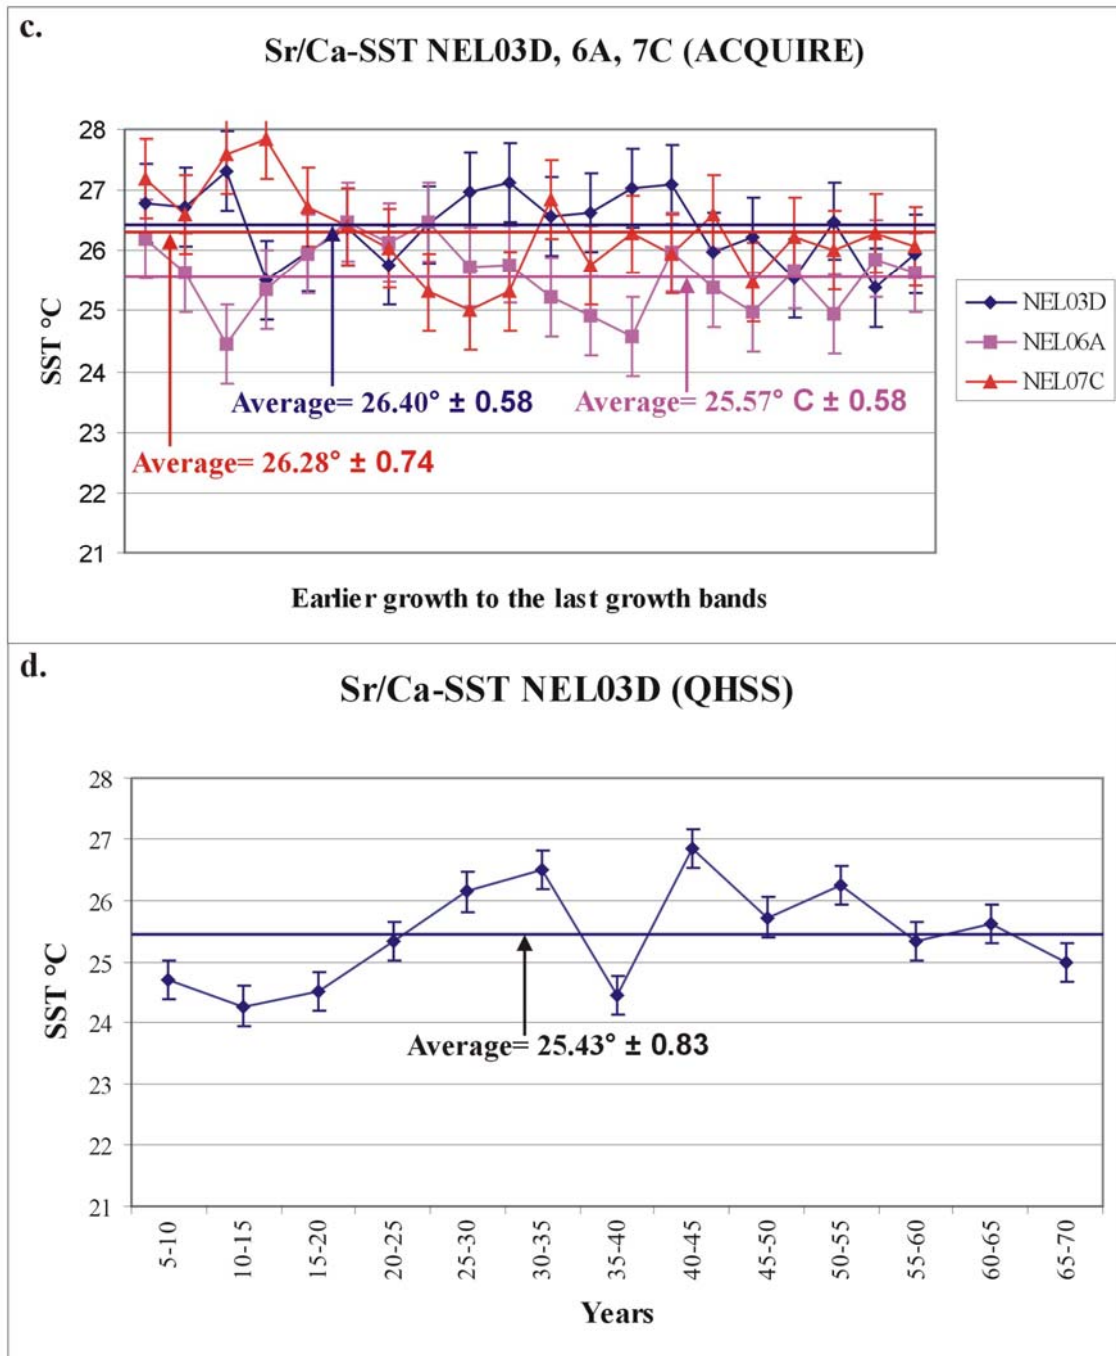 c.
Sr/Ca-SST NEL03D, 6A, 7C (ACQUIRE)
SST °C
28
27
26
25
24
23
22
21
Average= 26.40° ± 0.58
Average= 25.57° C ± 0.58
Average= 26.28° ± 0.74
NEL03D
NEL06A
NEL07C
Earlier growth to the last growth bands
d.
Sr/Ca-SST NEL03D (QHSS)
SST °C
28
27
26
25
24
23
22
21
Average= 25.43° ± 0.83
5-10
10-15
15-20
20-25
25-30
30-35
35-40
40-45
45-50
50-55
55-60
60-65
65-70
Years